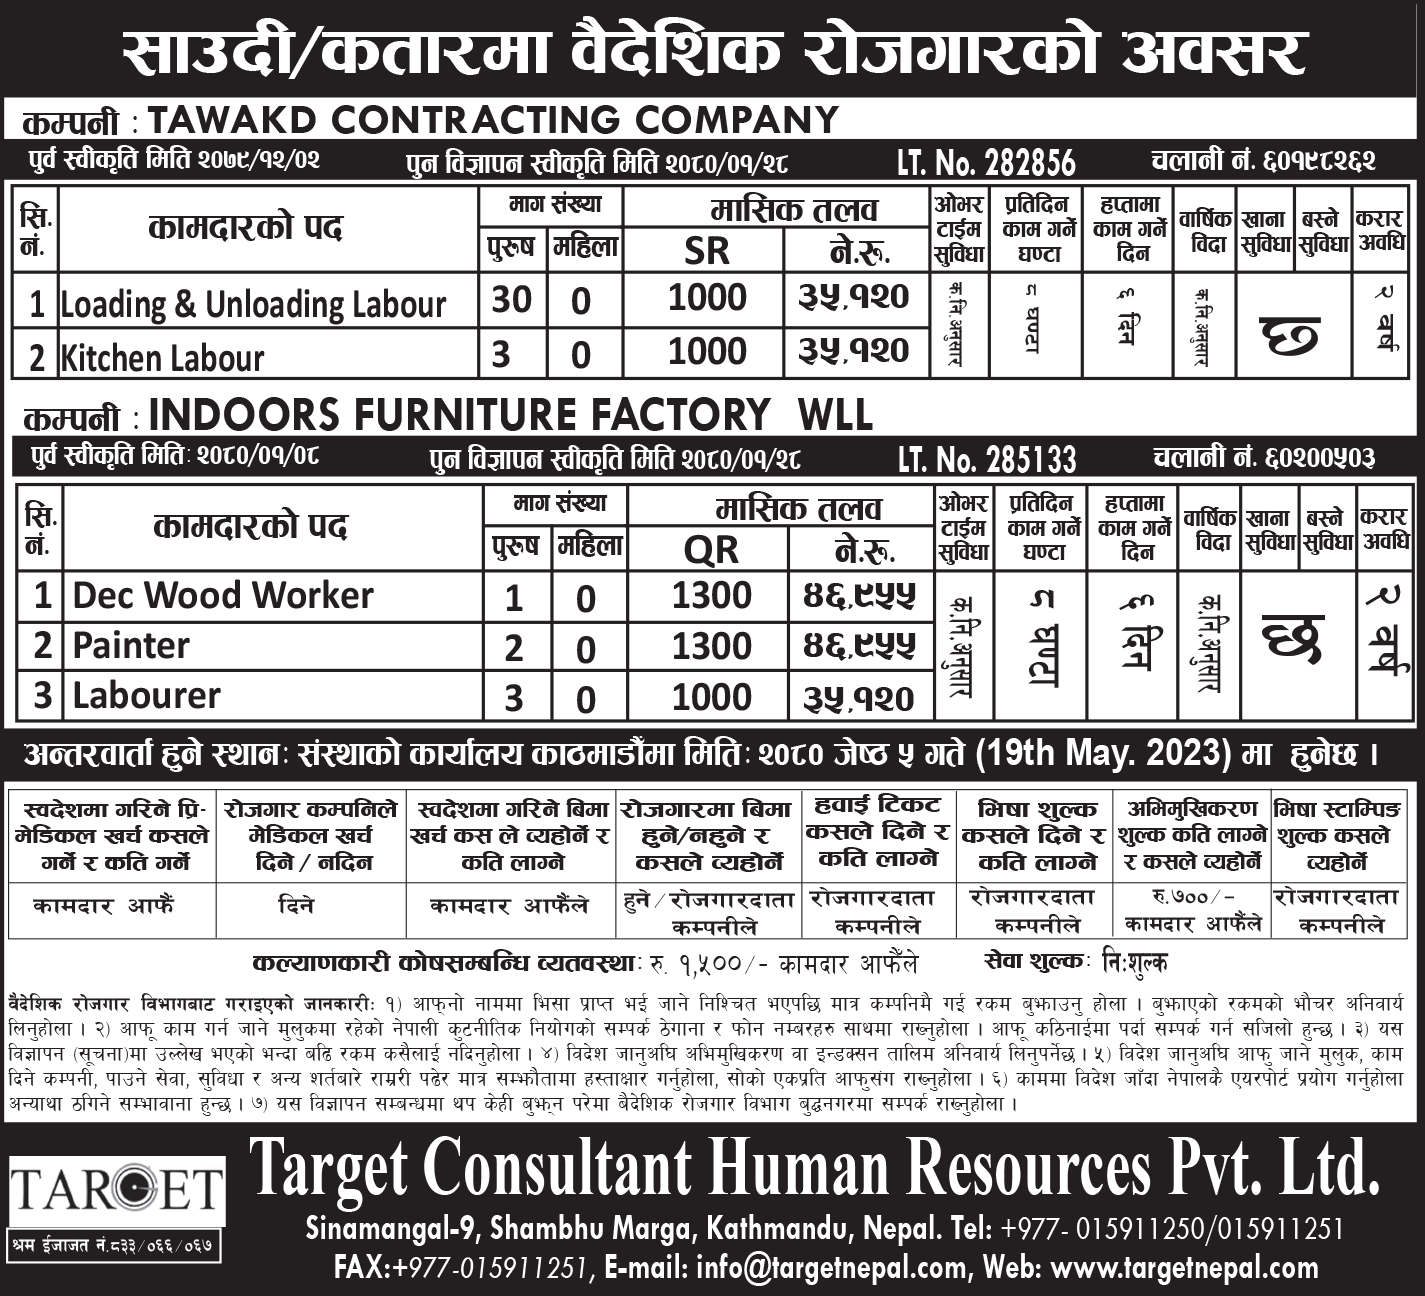 साउदी/कतारमा वैदेशिक रोजगारको अवसर
कम्पनी : TAWAKD CONTRACTING COMPANY
पुर्व स्वीकृति मिति २०७९/१२/०२ पुन विज्ञापन स्वीकृति मिति २०८०/०१/२८ LT. No. 282856 चलानी नं. ६०१९८२६२
सि. नं. कामदारको पद माग संख्या पुरुष महिला मासिक तलव SR ने.रु. ओभर टाईम सुविधा प्रतिदिन काम गर्ने घण्टा हप्तामा काम गर्ने दिन वार्षिक विदा खाना सुविधा बस्ने सुविधा करार अवधि
1 Loading & Unloading Labour 30 0 1000 ३५,१२० क.नि.अनुसार ८ घण्टा ६ दिन क.नि.अनुसार छ २ वर्ष
2 Kitchen Labour 3 0 1000 ३५,१२०
कम्पनी : INDOORS FURNITURE FACTORY WLL
पुर्व स्वीकृति मिति: २०८०/०१/०८ पुन विज्ञापन स्वीकृति मिति २०८०/०१/२८ LT. No. 285133 चलानी नं. ६०२००५०३
सि. नं. कामदारको पद माग संख्या पुरुष महिला मासिक तलव QR ने.रु. ओभर टाईम सुविधा प्रतिदिन काम गर्ने घण्टा हप्तामा काम गर्ने दिन वार्षिक विदा खाना सुविधा बस्ने सुविधा करार अवधि
1 Dec Wood Worker 1 0 1300 ४६,९५५ क.नि.अनुसार ८ घण्टा ६ दिन क.नि.अनुसार छ २ वर्ष
2 Painter 2 0 1300 ४६,९५५
3 Labourer 3 0 1000 ३५,१२०
अन्तरवार्ता हुने स्थान: संस्थाको कार्यालय काठमाडौंमा मिति: २०८० जेष्ठ ५ गते (19th May. 2023) मा हुनेछ ।
स्वदेशमा गरिने प्रि-मेडिकल खर्च कसले गर्ने र कति गर्ने
रोजगार कम्पनिले मेडिकल खर्च दिने / नदिन
स्वदेशमा गरिने बिमा खर्च कस ले व्यहोर्ने र कति लाग्ने
रोजगारमा बिमा हुने/नहुने र कसले व्यहोर्ने
हवाई टिकट कसले दिने र कति लाग्ने
भिषा शुल्क कसले दिने र कति लाग्ने
अभिमुखिकरण शुल्क कति लाग्ने र कसले व्यहोर्ने
भिषा स्टाम्पिङ शुल्क कसले व्यहोर्ने
कामदार आफैं
दिने
कामदार आफैंले
हुने/रोजगारदाता कम्पनीले
रोजगारदाता कम्पनीले
रोजगारदाता कम्पनीले
रु.७००/- कामदार आफैंले
रोजगारदाता कम्पनीले
कल्याणकारी कोषसम्बन्धि व्यतवस्था: रु. १,५००/- कामदार आफैँले सेवा शुल्क: नि:शुल्क
बैदेशिक रोजगार विभागबाट गराइएको जानकारी: १) आफ्नो नाममा भिसा प्राप्त भई जाने निश्चित भएपछि मात्र कम्पनिमै गई रकम बुझाउनु होला । बुझाएको रकमको भौचर अनिवार्य
लिनुहोला । २) आफू काम गर्न जाने मुलुकमा रहेको नेपाली कुटनीतिक नियोगको सम्पर्क ठेगाना र फोन नम्बरहरु साथमा राख्नुहोला । आफू कठिनाईमा पर्दा सम्पर्क गर्न सजिलो हुन्छ । ३) यस
विज्ञापन (सूचना)मा उल्लेख भएको भन्दा बढि रकम कसैलाई नदिनुहोला । ४) विदेश जानुअघि अभिमुखिकरण वा इन्डक्सन तालिम अनिवार्य लिनुपर्नेछ । ५) विदेश जानुअघि आफु जाने मुलुक, काम
दिने कम्पनी, पाउने सेवा, सुविधा र अन्य शर्तबारे राम्ररी पढेर मात्र सम्झौतामा हस्ताक्षार गर्नुहोला, सोको एकप्रति आफुसंग राख्नुहोला । ६) काममा विदेश जाँदा नेपालकै एयरपोर्ट प्रयोग गर्नुहोला
अन्याथा ठगिने सम्भावाना हुन्छ । ७) यस विज्ञापन सम्बन्धमा थप केही बुझ्न परेमा बैदेशिक रोजगार विभाग बुद्धनगरमा सम्पर्क राख्नुहोला ।
TARGET
श्रम ईजाजत नं.८३३/०६६/०६७
Target Consultant Human Resources Pvt. Ltd.
Sinamangal-9, Shambhu Marga, Kathmandu, Nepal. Tel: +977- 015911250/015911251
FAX:+977-015911251, E-mail: info@targetnepal.com, Web: www.targetnepal.com